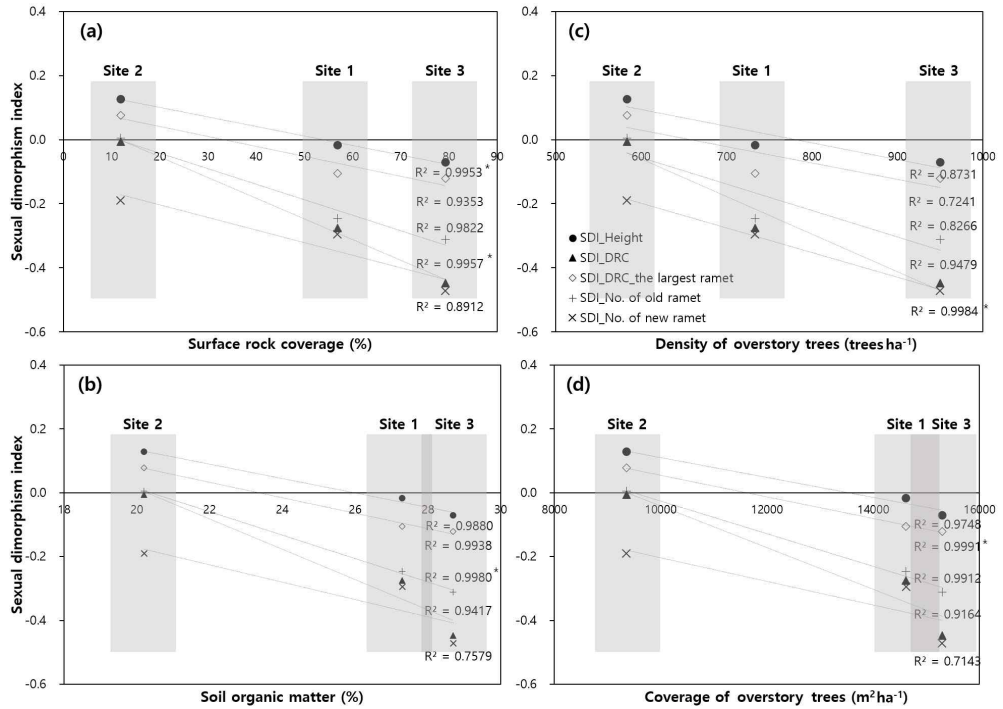 (a)
Site 2
Site 1
Site 3
Sexual dimorphism index
0.4
0.2
0.0
-0.2
-0.4
-0.6
0 10 20 30 40 50 60 70 80 90
R² = 0.9953 *
R² = 0.9353
R² = 0.9822
R² = 0.9957 *
R² = 0.8912
Surface rock coverage (%)
(c)
Site 2
Site 1
Site 3
0.4
0.2
0.0
-0.2
-0.4
-0.6
500 600 700 800 900 1000
R² = 0.8731
R² = 0.7241
R² = 0.8266
R² = 0.9479
R² = 0.9984 *
SDI_Height
SDI_DRC
SDI_DRC_the largest ramet
SDI_No. of old ramet
SDI_No. of new ramet
Density of overstory trees (trees ha⁻¹)
(b)
Site 2
Site 1
Site 3
Sexual dimorphism index
0.4
0.2
0.0
-0.2
-0.4
-0.6
18 20 22 24 26 28 30
R² = 0.9880
R² = 0.9938
R² = 0.9980 *
R² = 0.9417
R² = 0.7579
Soil organic matter (%)
(d)
Site 2
Site 1 Site 3
0.4
0.2
0.0
-0.2
-0.4
-0.6
8000 10000 12000 14000 16000
R² = 0.9748
R² = 0.9991 *
R² = 0.9912
R² = 0.9164
R² = 0.7143
Coverage of overstory trees (m² ha⁻¹)